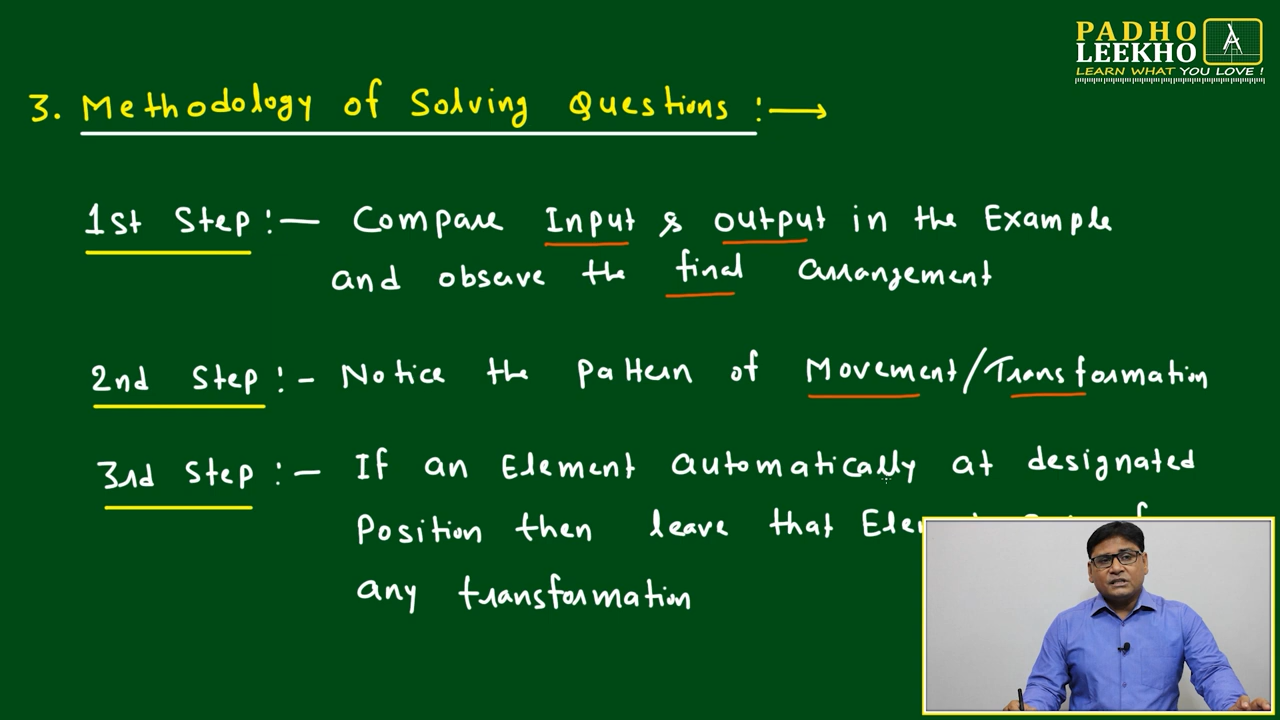 PADHO
LEEKHO
LEARN WHAT YOU LOVE !
3. Methodology of Solving Questions :→
1st Step :— Compare Input & output in the Example
and observe the final arrangement
2nd Step :- Notice the pattern of Movement/Transformation
3rd Step :— If an Element automatically at designated
Position then leave that
any transformation